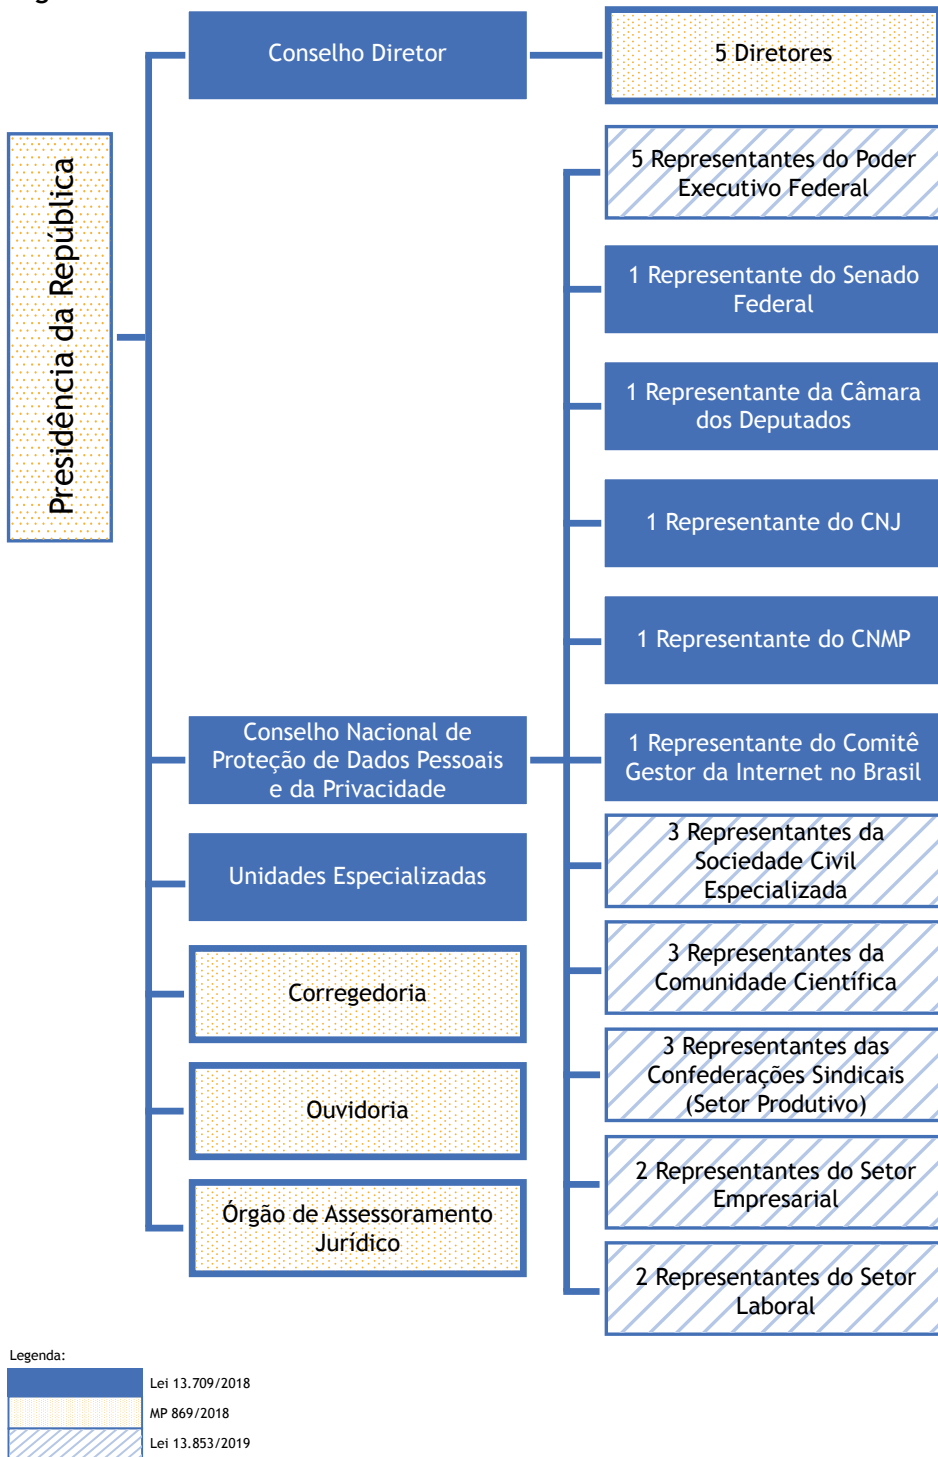 Conselho Diretor
5 Diretores
Presidência da República
5 Representantes do Poder
Executivo Federal
1 Representante do Senado
Federal
1 Representante da Câmara
dos Deputados
1 Representante do CNJ
1 Representante do CNMP
Conselho Nacional de
Proteção de Dados Pessoais
e da Privacidade
1 Representante do Comitê
Gestor da Internet no Brasil
Unidades Especializadas
3 Representantes da
Sociedade Civil
Especializada
Corregedoria
3 Representantes da
Comunidade Científica
Ouvidoria
3 Representantes das
Confederações Sindicais
(Setor Produtivo)
Órgão de Assessoramento
Jurídico
2 Representantes do Setor
Empresarial
2 Representantes do Setor
Laboral
Legenda:
Lei 13.709/2018
MP 869/2018
Lei 13.853/2019